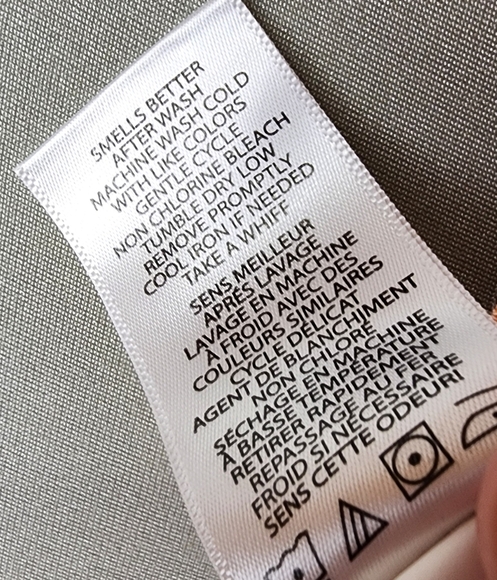 SMELLS BETTER
AFTER WASH
MACHINE WASH COLD
WITH LIKE COLORS
GENTLE CYCLE
NON CHLORINE BLEACH
TUMBLE DRY LOW
REMOVE PROMPTLY
COOL IRON IF NEEDED
TAKE A WHIFF
SENS MEILLEUR
APRÈS LAVAGE
LAVAGE EN MACHINE
À FROID AVEC DES
COULEURS SIMILAIRES
CYCLE DÉLICAT
AGENT DE BLANCHIMENT
NON CHLORÉ
SÉCHAGE EN MACHINE
À BASSE TEMPÉRATURE
RETIRER RAPIDEMENT
REPASSAGE AU FER
FROID SI NÉCESSAIRE
SENS CETTE ODEUR!